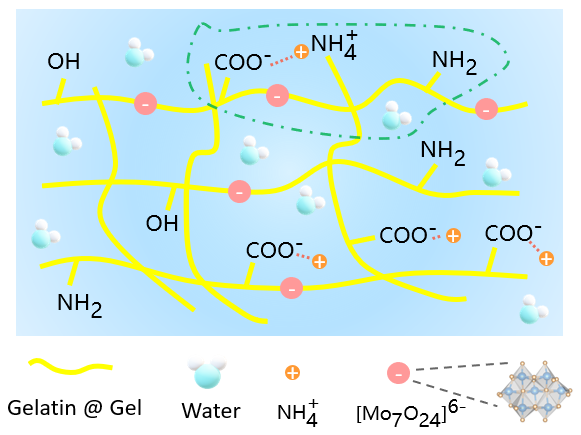 OH
COO⁻
NH₄⁺
NH₂
NH₂
OH
COO⁻
COO⁻
COO⁻
NH₂
Gelatin @ Gel
Water
NH₄⁺
[Mo₇O₂₄]⁶⁻